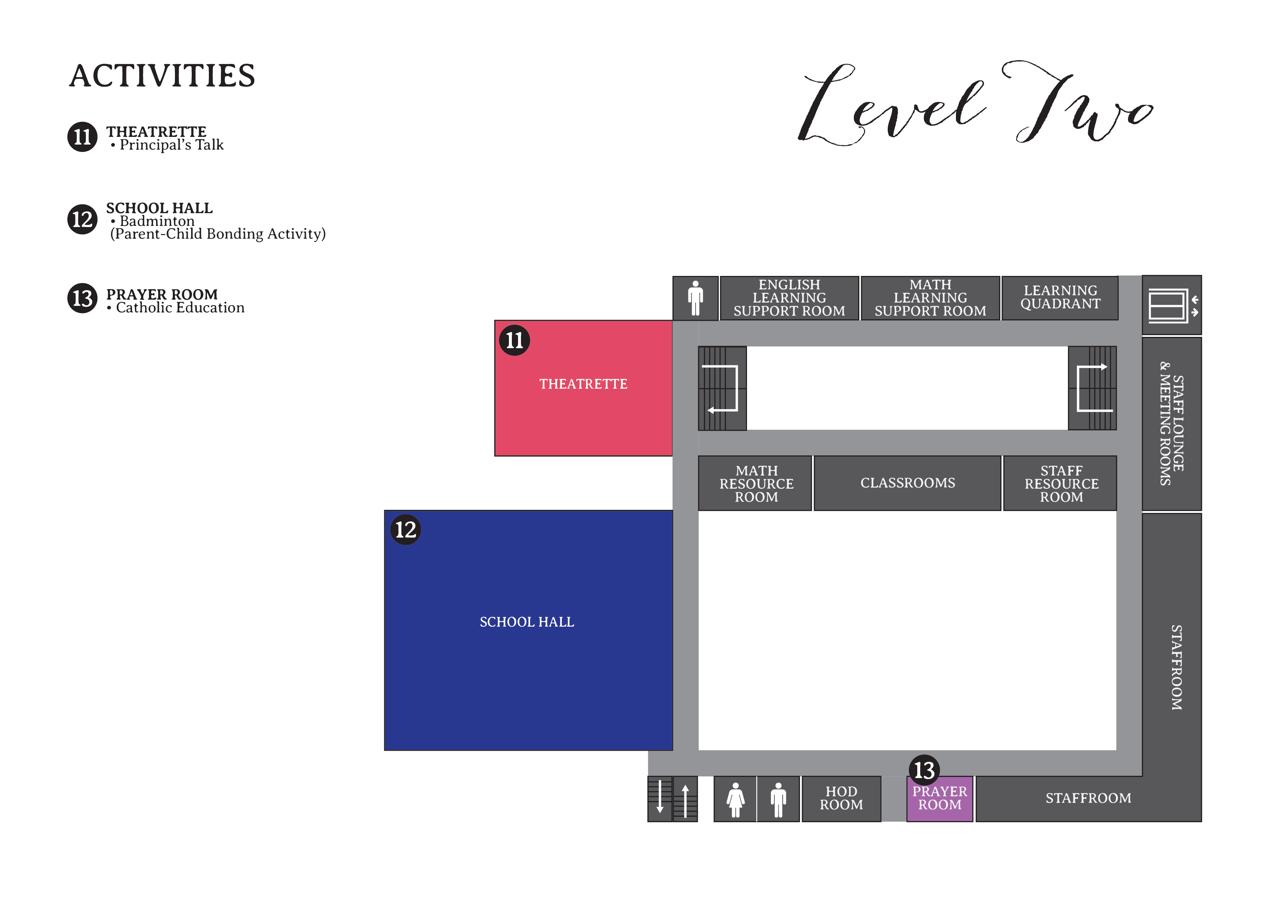 ACTIVITIES
Level Two
11
THEATRETTE
• Principal's Talk
12
SCHOOL HALL
• Badminton
(Parent-Child Bonding Activity)
13
PRAYER ROOM
• Catholic Education
ENGLISH
LEARNING
SUPPORT ROOM
MATH
LEARNING
SUPPORT ROOM
LEARNING
QUADRANT
11
THEATRETTE
STAFF LOUNGE
& MEETING ROOMS
MATH
RESOURCE
ROOM
CLASSROOMS
STAFF
RESOURCE
ROOM
12
SCHOOL HALL
STAFFROOM
13
HOD
ROOM
PRAYER
ROOM
STAFFROOM